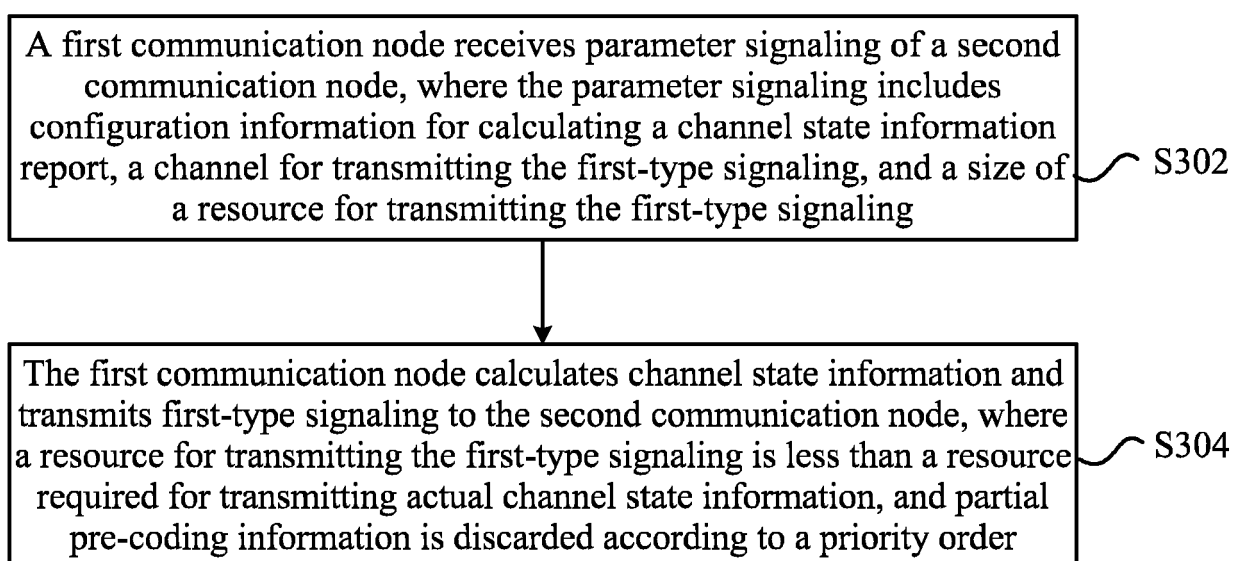 A first communication node receives parameter signaling of a second
communication node, where the parameter signaling includes
configuration information for calculating a channel state information
report, a channel for transmitting the first-type signaling, and a size of
a resource for transmitting the first-type signaling
S302
The first communication node calculates channel state information and
transmits first-type signaling to the second communication node, where
a resource for transmitting the first-type signaling is less than a resource
required for transmitting actual channel state information, and partial
pre-coding information is discarded according to a priority order
S304